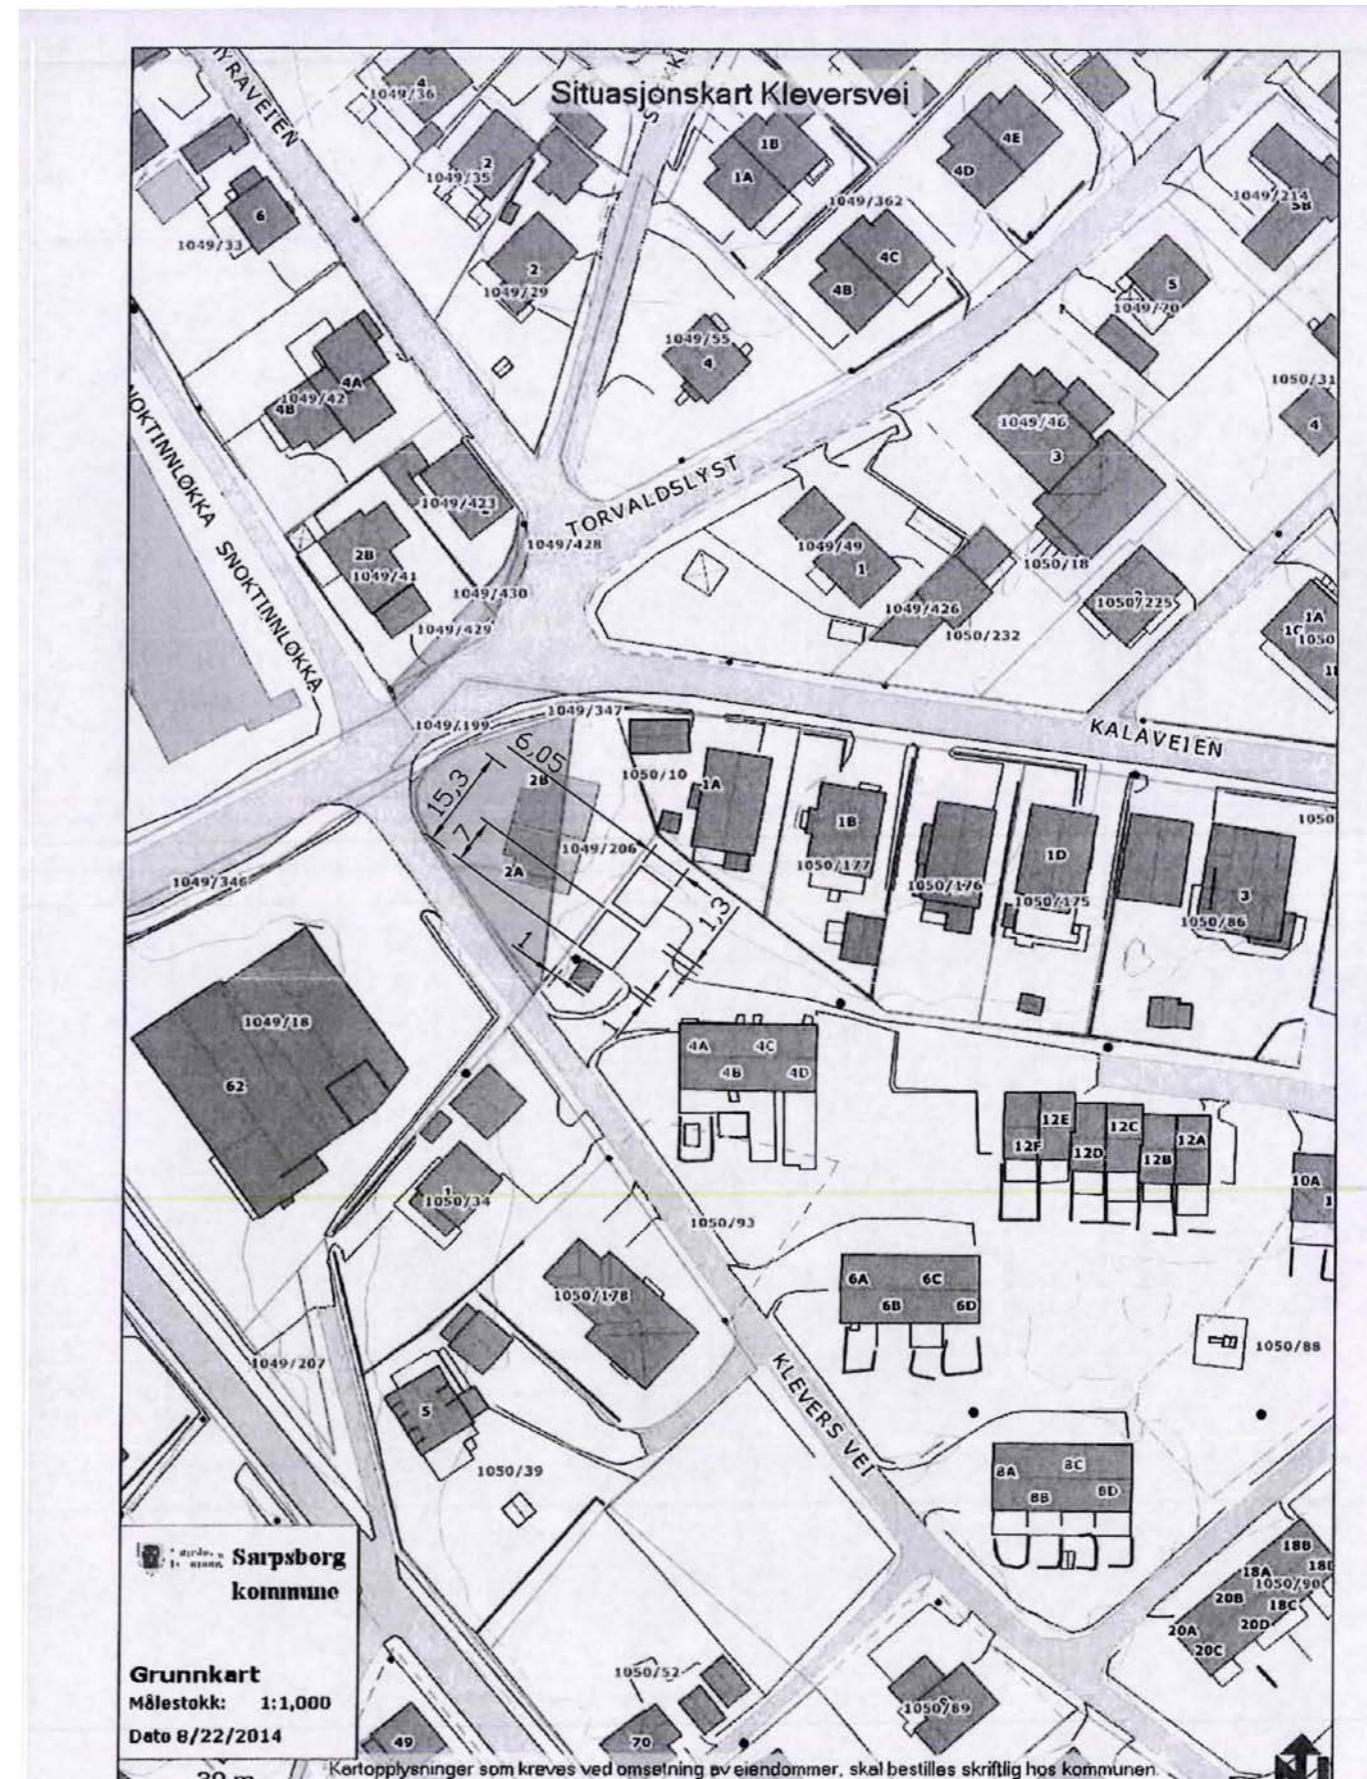 Situasjonskart Kleversvei
4
1049/36
2
1049/35
1B
1A
4E
4D
1049/362
1049/214
5B
6
1049/33
2
1049/29
4C
4B
5
1049/70
1049/55
4
4A
1049/42
4B
1050/31
4
1049/46
3
TORVALDSLYST
1049/423
1049/428
2B
1049/41
1049/49
1
1050/18
1049/430
1049/426
1050/225
1049/429
1050/232
1A
1C
1050
SNOKTINNLØKKA
KALAVEIEN
1049/199
1049/347
6,05
2B
15,3
7
1050/10
1A
1B
1D
1050
1049/206
2A
1050/177
1050/176
1050/175
3
1050/86
1049/346
1,3
1
1
1049/18
62
4A
4C
4B
4D
12E
12C
12A
12F
12D
12B
10A
1050/34
1050/93
6A
6C
6B
6D
1050/178
1050/88
1049/207
KLEVERS VEI
5
1050/39
8A
8C
8B
8D
Sarpsborg
kommune
18B
18A
1050/90
20B
18C
20A
20D
20C
Grunnkart
Målestokk: 1:1,000
Dato 8/22/2014
1050/52
1050/89
49
70
Kartopplysninger som kreves ved omsetning av eiendommer, skal bestilles skriftlig hos kommunen.